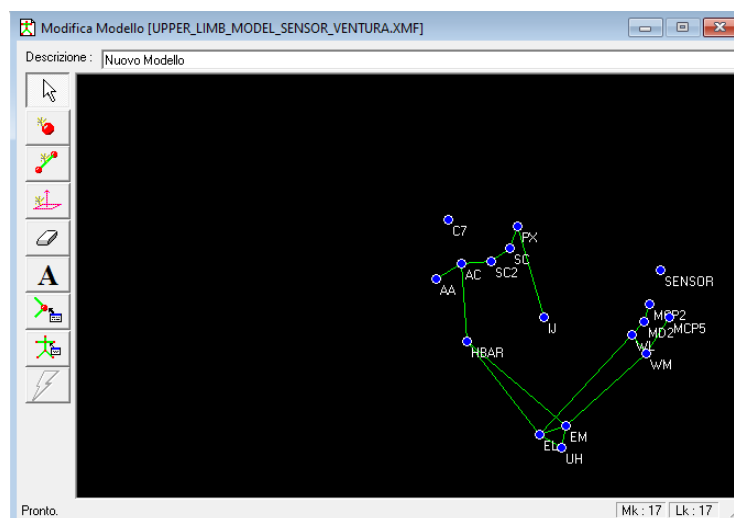 Modifica Modello [UPPER_LIMB_MODEL_SENSOR_VENTURA.XMF]
Descrizione : Nuovo Modello
A
C7
PX
SC
SC2
AC
AA
SENSOR
MCP2
MCP5
MD2
IJ
WL
WM
HBAR
EM
EL
UH
Pronto.
Mk : 17 Lk : 17